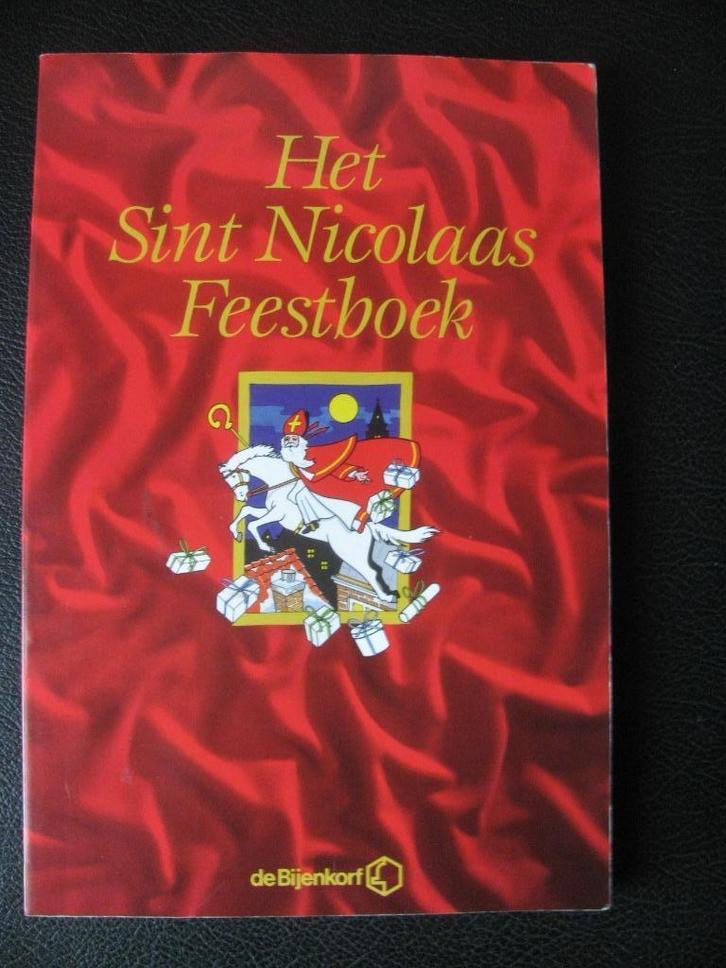 Het
Sint Nicolaas
Feestboek
de Bijenkorf